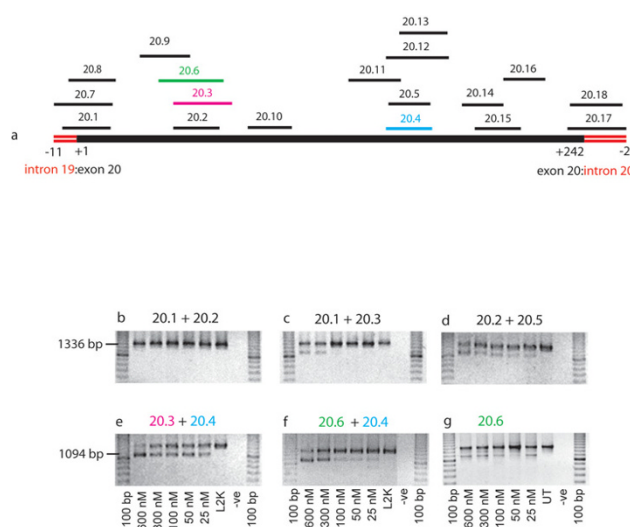 20.13
20.9 20.12
20.8 20.6 20.11 20.16
20.7 20.3 20.5 20.14 20.18
20.1 20.2 20.10 20.4 20.15 20.17
a
-11 +1 +242 -2
intron 19:exon 20 exon 20:intron 20
b 20.1 + 20.2 c 20.1 + 20.3 d 20.2 + 20.5
1336 bp
e 20.3 + 20.4 f 20.6 + 20.4 g 20.6
1094 bp
100 bp 600 nM 300 nM 100 nM 50 nM 25 nM L2K -ve 100 bp 100 bp 600 nM 300 nM 100 nM 50 nM 25 nM L2K -ve 100 bp 100 bp 600 nM 300 nM 100 nM 50 nM 25 nM UT -ve 100 bp